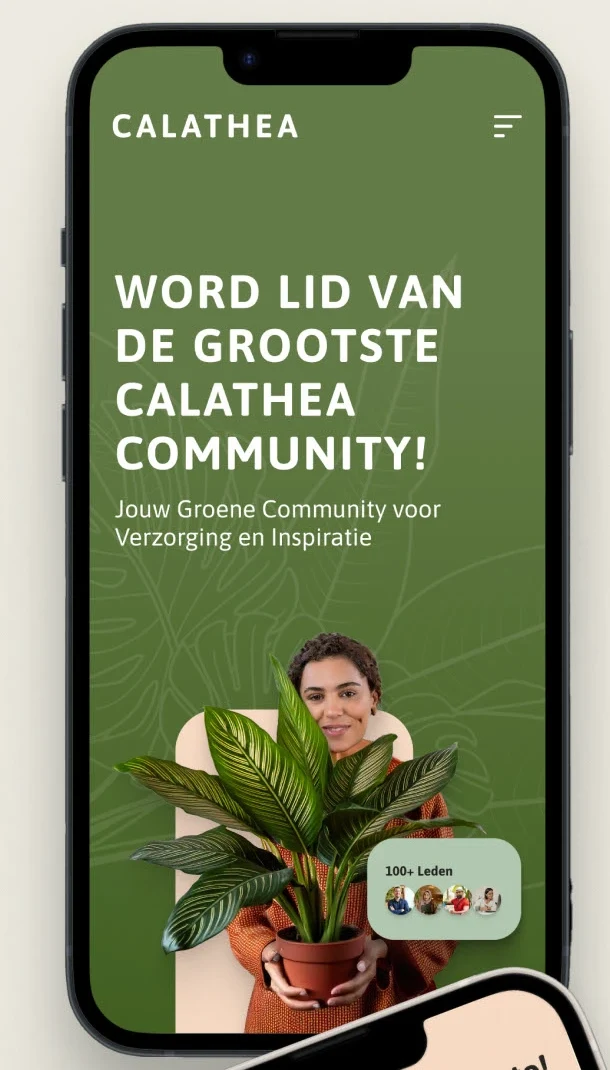 CALATHEA
WORD LID VAN
DE GROOTSTE
CALATHEA
COMMUNITY!
Jouw Groene Community voor
Verzorging en Inspiratie
100+ Leden